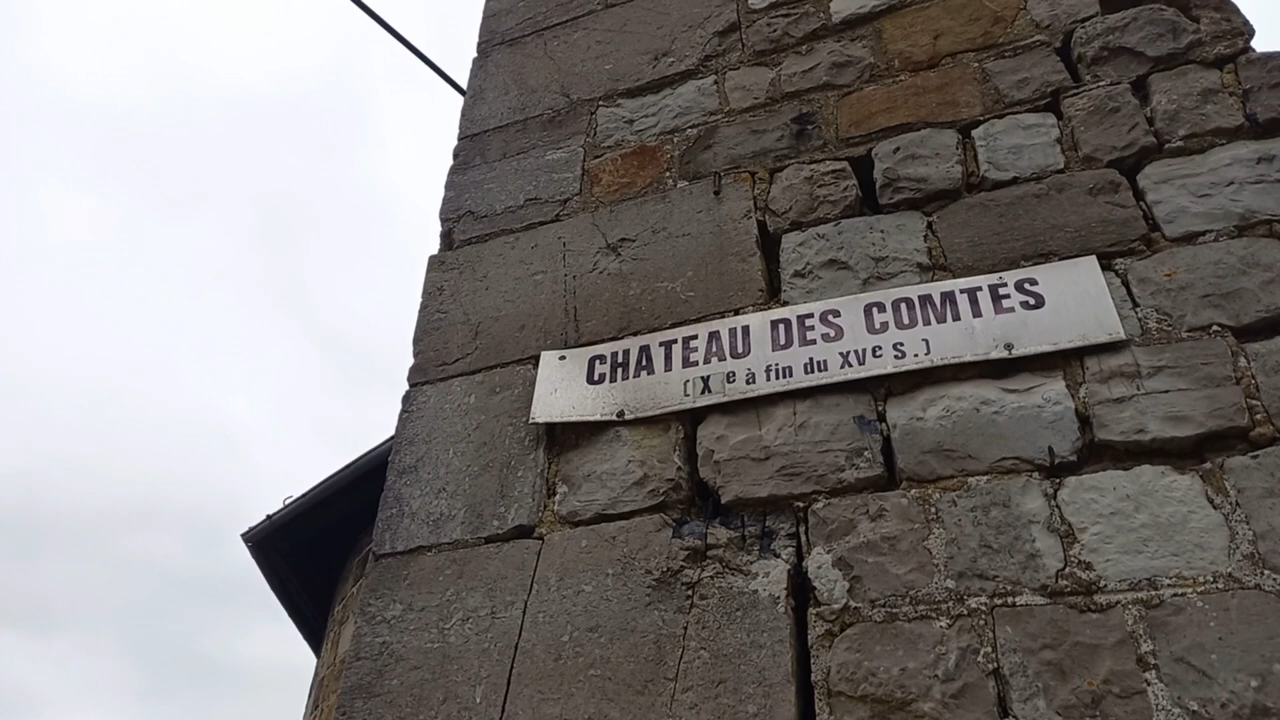 CHATEAU DES COMTES
(Xe à fin du XVe S.)